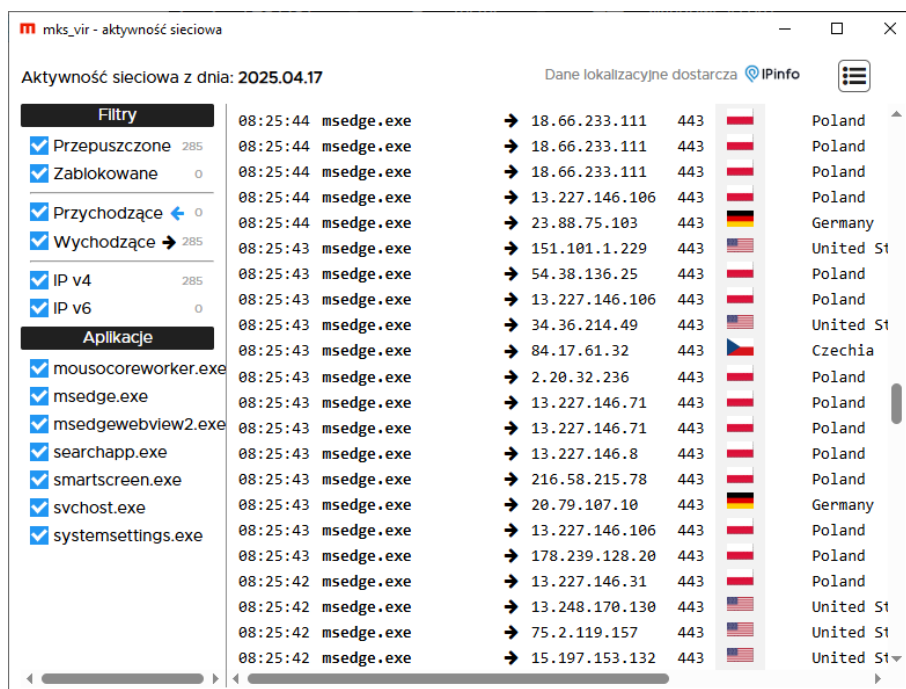 mks_vir - aktywność sieciowa
Aktywność sieciowa z dnia: 2025.04.17
Dane lokalizacyjne dostarcza IPinfo
Filtry
Przepuszczone 285
Zablokowane 0
Przychodzące 0
Wychodzące 285
IP v4 285
IP v6 0
Aplikacje
mousocoreworker.exe
msedge.exe
msedgewebview2.exe
searchapp.exe
smartscreen.exe
svchost.exe
systemsettings.exe
08:25:44 msedge.exe → 18.66.233.111 443 Poland
08:25:44 msedge.exe → 18.66.233.111 443 Poland
08:25:44 msedge.exe → 18.66.233.111 443 Poland
08:25:44 msedge.exe → 13.227.146.106 443 Poland
08:25:44 msedge.exe → 23.88.75.103 443 Germany
08:25:43 msedge.exe → 151.101.1.229 443 United St
08:25:43 msedge.exe → 54.38.136.25 443 Poland
08:25:43 msedge.exe → 13.227.146.106 443 Poland
08:25:43 msedge.exe → 34.36.214.49 443 United St
08:25:43 msedge.exe → 84.17.61.32 443 Czechia
08:25:43 msedge.exe → 2.20.32.236 443 Poland
08:25:43 msedge.exe → 13.227.146.71 443 Poland
08:25:43 msedge.exe → 13.227.146.71 443 Poland
08:25:43 msedge.exe → 13.227.146.8 443 Poland
08:25:43 msedge.exe → 216.58.215.78 443 Poland
08:25:43 msedge.exe → 20.79.107.10 443 Germany
08:25:43 msedge.exe → 13.227.146.106 443 Poland
08:25:43 msedge.exe → 178.239.128.20 443 Poland
08:25:42 msedge.exe → 13.227.146.31 443 Poland
08:25:42 msedge.exe → 13.248.170.130 443 United St
08:25:42 msedge.exe → 75.2.119.157 443 United St
08:25:42 msedge.exe → 15.197.153.132 443 United St